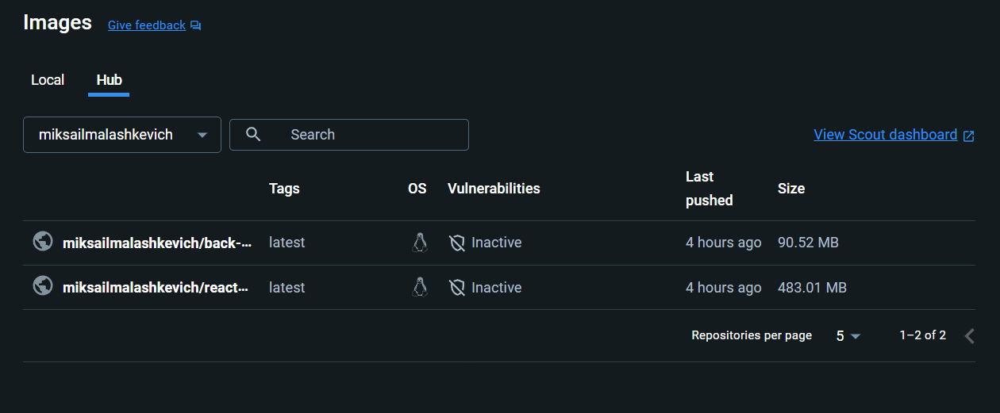 Images Give feedback
Local Hub
miksailmalashkevich Search View Scout dashboard
Tags OS Vulnerabilities Last pushed Size
miksailmalashkevich/back-... latest Inactive 4 hours ago 90.52 MB
miksailmalashkevich/react... latest Inactive 4 hours ago 483.01 MB
Repositories per page 5 1–2 of 2